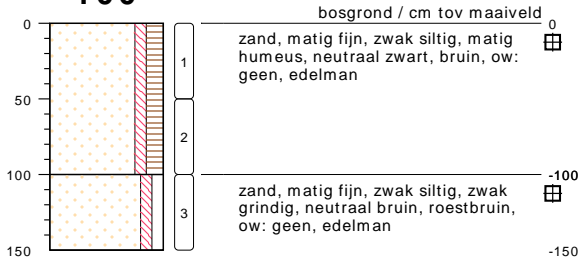 bosgrond / cm tov maaiveld
0
0
zand, matig fijn, zwak siltig, matig
humeus, neutraal zwart, bruin, ow:
geen, edelman
1
50
2
100
-100
zand, matig fijn, zwak siltig, zwak
grindig, neutraal bruin, roestbruin,
ow: geen, edelman
3
150
-150